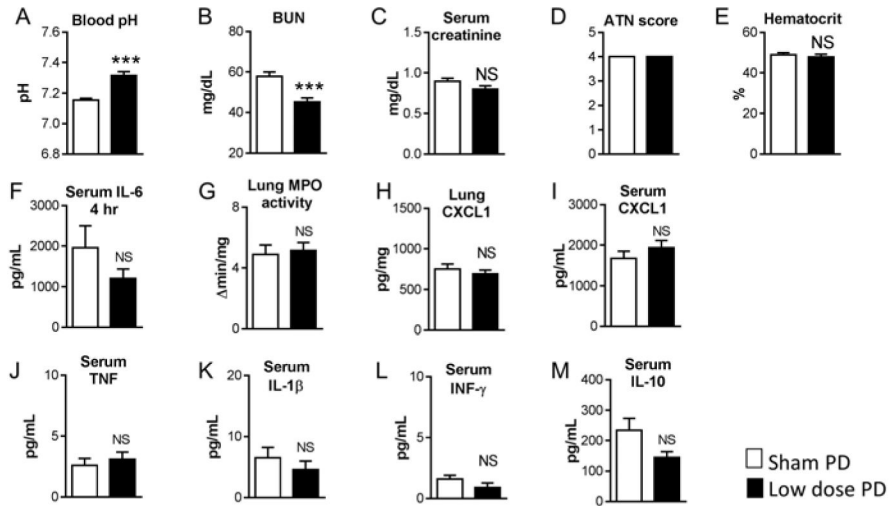 A Blood pH
pH
7.6
7.2
7.0
6.8
***
B BUN
mg/dL
80
60
40
20
***
C Serum
creatinine
mg/dL
1.5
1.0
0.5
0.0
NS
D ATN score
5
4
3
2
1
0
E Hematocrit
%
60
40
20
0
NS
F Serum IL-6
4 hr
pg/mL
3000
2000
1000
0
NS
G Lung MPO
activity
Δmin/mg
8
4
0
NS
H Lung
CXCL1
pg/mg
1500
1000
500
0
NS
I Serum
CXCL1
pg/mL
3000
2000
1000
0
NS
J Serum
TNF
pg/mL
10
5
0
NS
K Serum
IL-1β
pg/mL
20
10
0
NS
L Serum
INF-γ
pg/mL
10
5
0
NS
M Serum
IL-10
pg/mL
400
300
200
100
0
NS
Sham PD
Low dose PD